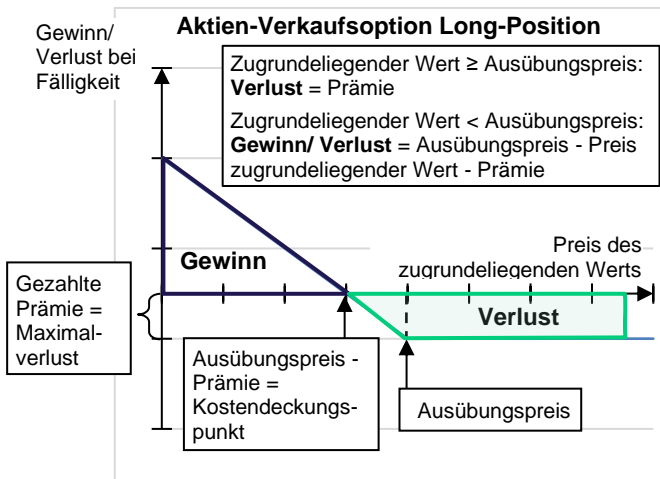 Aktien-Verkaufsoption Long-Position
Gewinn/
Verlust bei
Fälligkeit
Zugrundeliegender Wert ≥ Ausübungspreis:
Verlust = Prämie
Zugrundeliegender Wert < Ausübungspreis:
Gewinn/ Verlust = Ausübungspreis - Preis
zugrundeliegender Wert - Prämie
Gewinn
Preis des
zugrundeliegenden Werts
Gezahlte
Prämie =
Maximal-
verlust
Verlust
Ausübungspreis -
Prämie =
Kostendeckungs-
punkt
Ausübungspreis